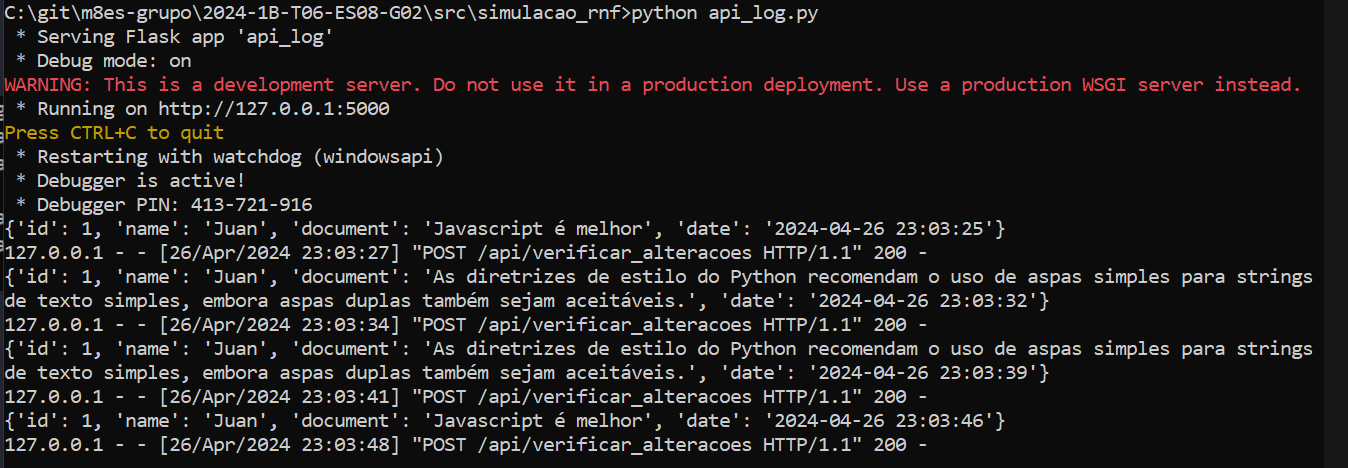 C:\git\m8es-grupo\2024-1B-T06-ES08-G02\src\simulacao_rnf>python api_log.py
 * Serving Flask app 'api_log'
 * Debug mode: on
WARNING: This is a development server. Do not use it in a production deployment. Use a production WSGI server instead.
 * Running on http://127.0.0.1:5000
Press CTRL+C to quit
 * Restarting with watchdog (windowsapi)
 * Debugger is active!
 * Debugger PIN: 413-721-916
{'id': 1, 'name': 'Juan', 'document': 'Javascript é melhor', 'date': '2024-04-26 23:03:25'}
127.0.0.1 - - [26/Apr/2024 23:03:27] "POST /api/verificar_alteracoes HTTP/1.1" 200 -
{'id': 1, 'name': 'Juan', 'document': 'As diretrizes de estilo do Python recomendam o uso de aspas simples para strings
de texto simples, embora aspas duplas também sejam aceitáveis.', 'date': '2024-04-26 23:03:32'}
127.0.0.1 - - [26/Apr/2024 23:03:34] "POST /api/verificar_alteracoes HTTP/1.1" 200 -
{'id': 1, 'name': 'Juan', 'document': 'As diretrizes de estilo do Python recomendam o uso de aspas simples para strings
de texto simples, embora aspas duplas também sejam aceitáveis.', 'date': '2024-04-26 23:03:39'}
127.0.0.1 - - [26/Apr/2024 23:03:41] "POST /api/verificar_alteracoes HTTP/1.1" 200 -
{'id': 1, 'name': 'Juan', 'document': 'Javascript é melhor', 'date': '2024-04-26 23:03:46'}
127.0.0.1 - - [26/Apr/2024 23:03:48] "POST /api/verificar_alteracoes HTTP/1.1" 200 -